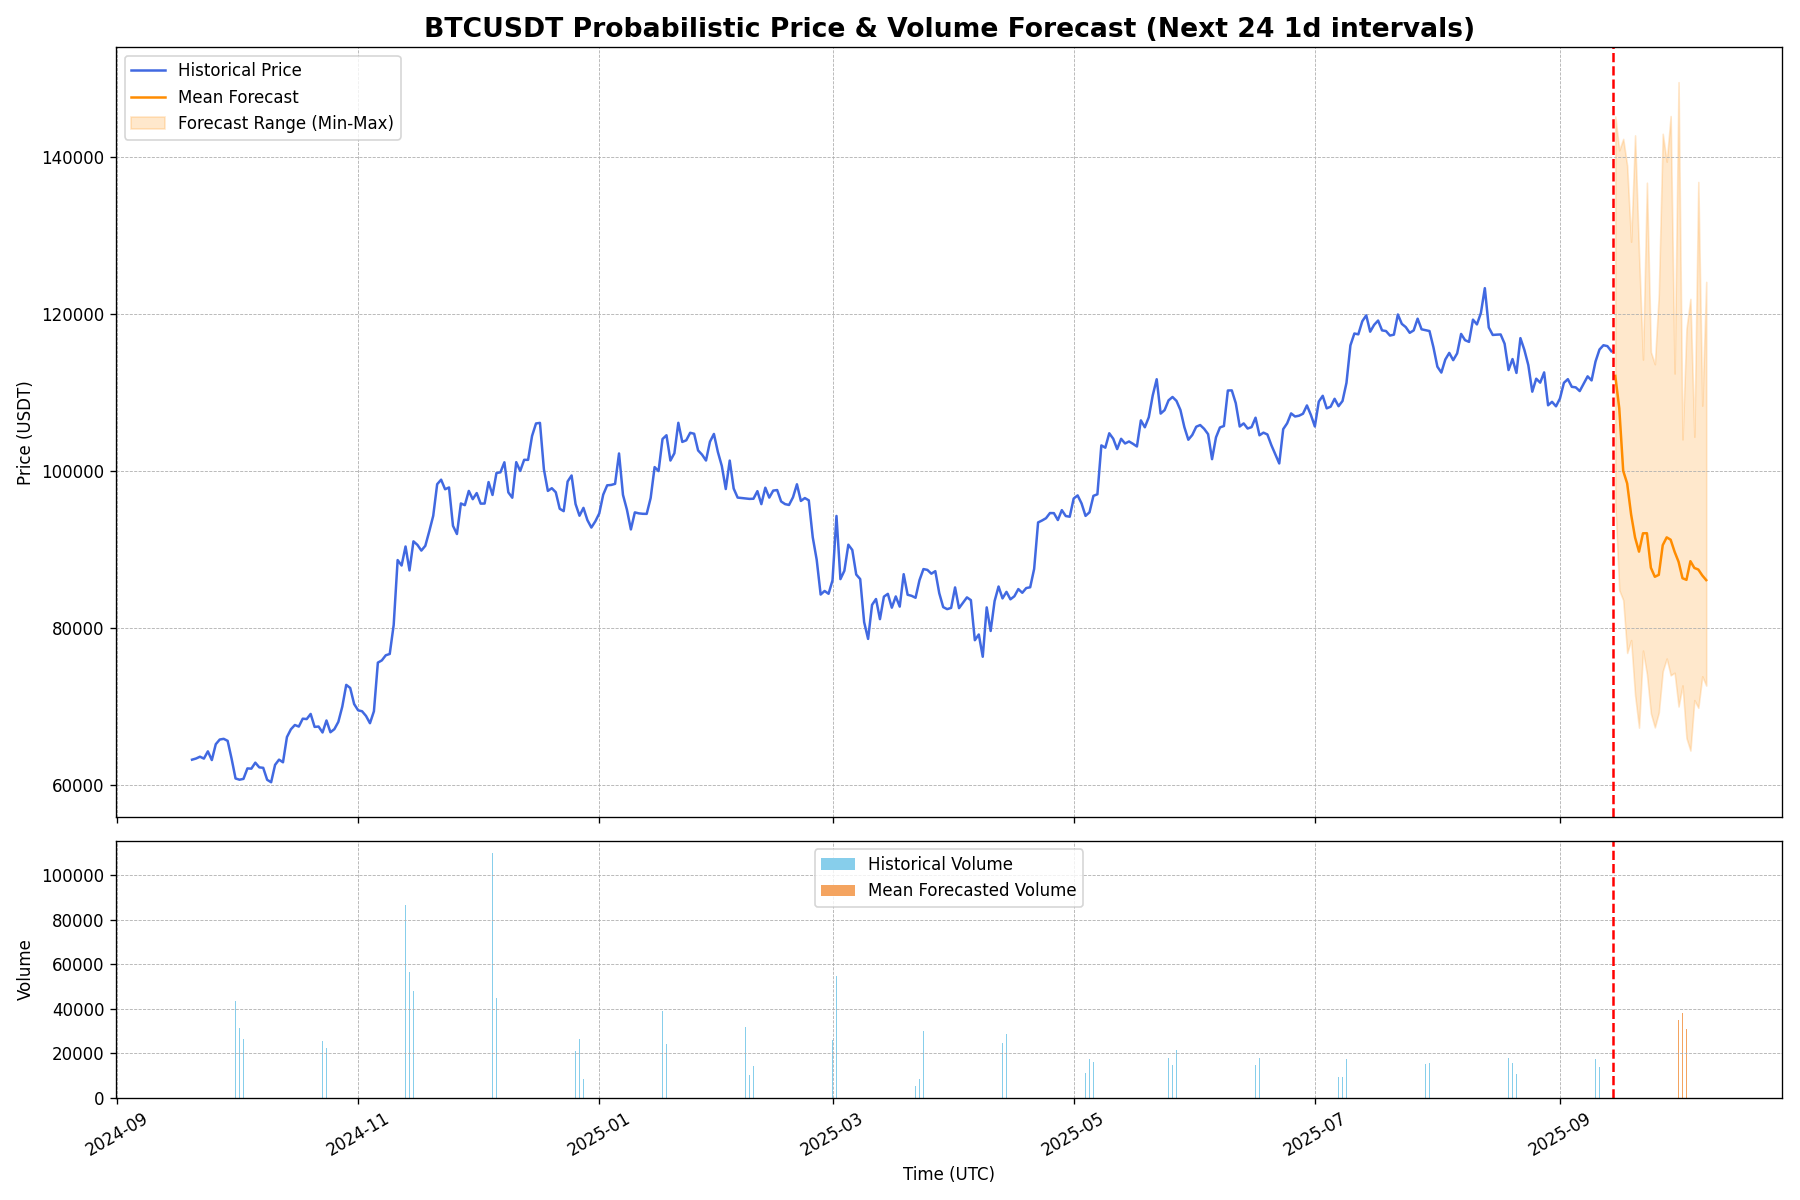 BTCUSDT Probabilistic Price & Volume Forecast (Next 24 1d intervals)
Historical Price
Mean Forecast
Forecast Range (Min-Max)
Price (USDT)
140000
120000
100000
80000
60000
Historical Volume
Mean Forecasted Volume
Volume
100000
80000
60000
40000
20000
0
2024-09
2024-11
2025-01
2025-03
2025-05
2025-07
2025-09
Time (UTC)